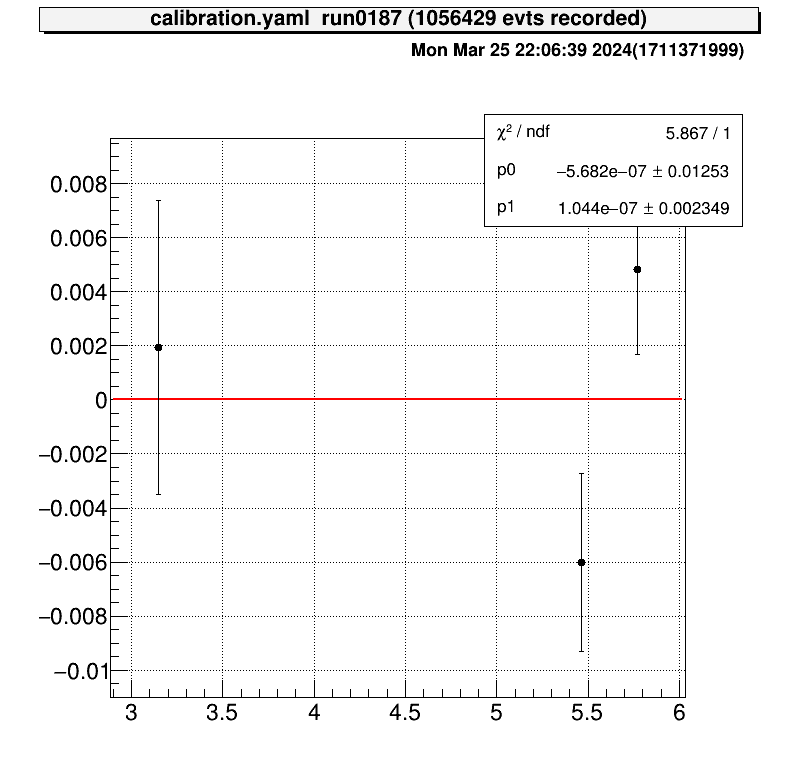 calibration.yaml  run0187 (1056429 evts recorded)
Mon Mar 25 22:06:39 2024(1711371999)
χ² / ndf 5.867 / 1
p0 −5.682e−07 ± 0.01253
p1 1.044e−07 ± 0.002349
0.008
0.006
0.004
0.002
0
−0.002
−0.004
−0.006
−0.008
−0.01
3 3.5 4 4.5 5 5.5 6